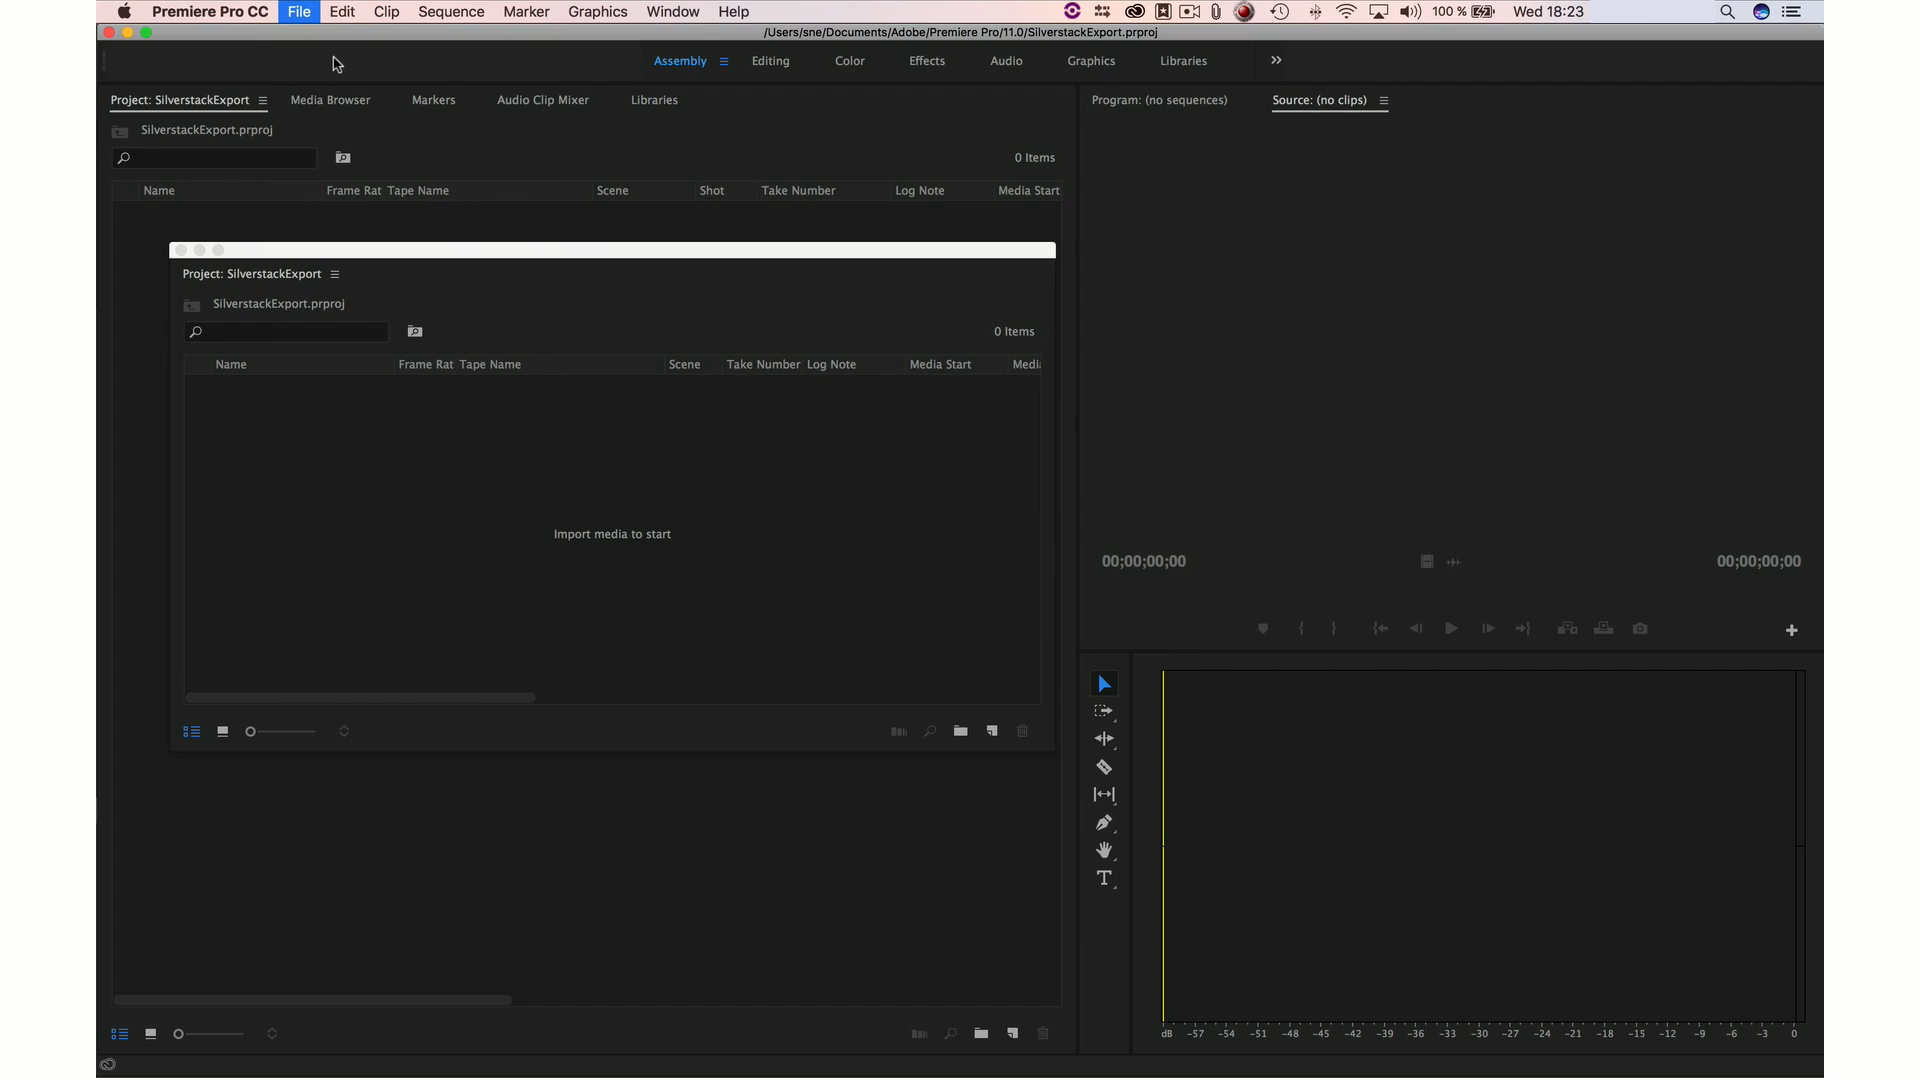 Premiere Pro CC File Edit Clip Sequence Marker Graphics Window Help 100 % Wed 18:23
/Users/sne/Documents/Adobe/Premiere Pro/11.0/SilverstackExport.prproj
Assembly Editing Color Effects Audio Graphics Libraries
Project: SilverstackExport Media Browser Markers Audio Clip Mixer Libraries
Program: (no sequences) Source: (no clips)
SilverstackExport.prproj
0 Items
Name Frame Rat Tape Name Scene Shot Take Number Log Note Media Start
Project: SilverstackExport
SilverstackExport.prproj
0 Items
Name Frame Rat Tape Name Scene Take Number Log Note Media Start Medi
Import media to start
00;00;00;00 00;00;00;00
dB -57 -54 -51 -48 -45 -42 -39 -36 -33 -30 -27 -24 -21 -18 -15 -12 -9 -6 -3 0